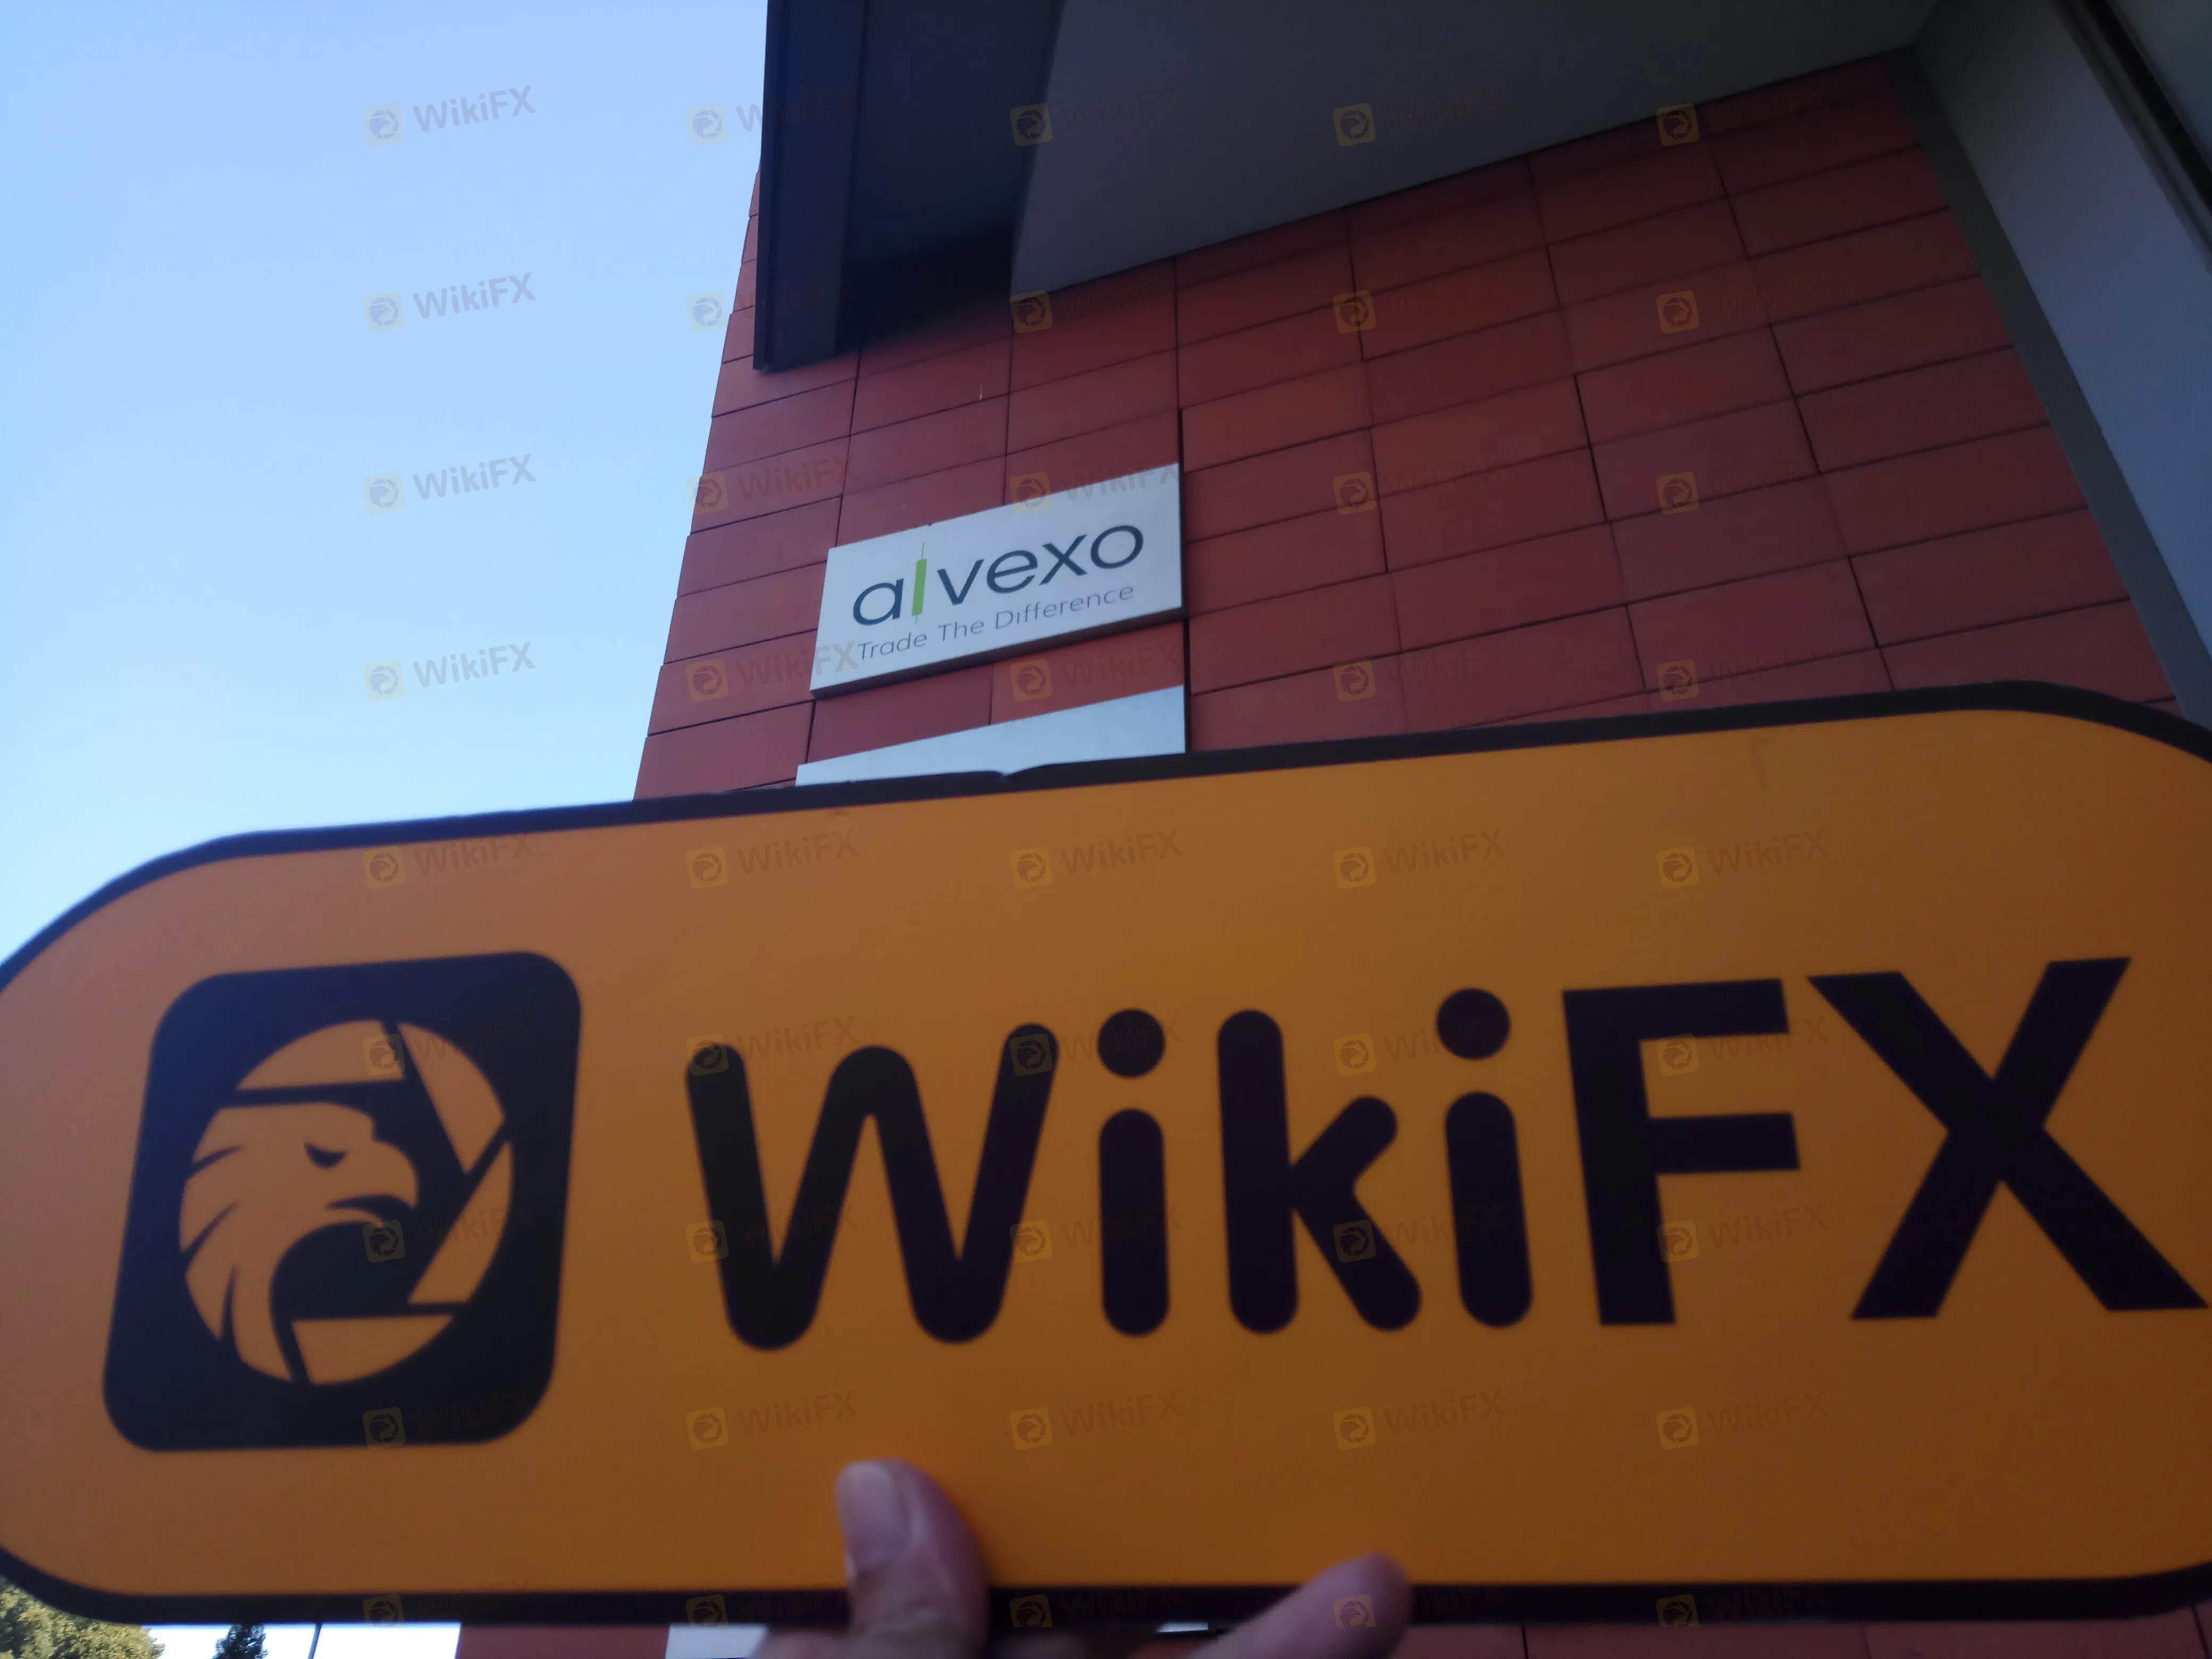 alvexo
Trade The Difference
WikiFX